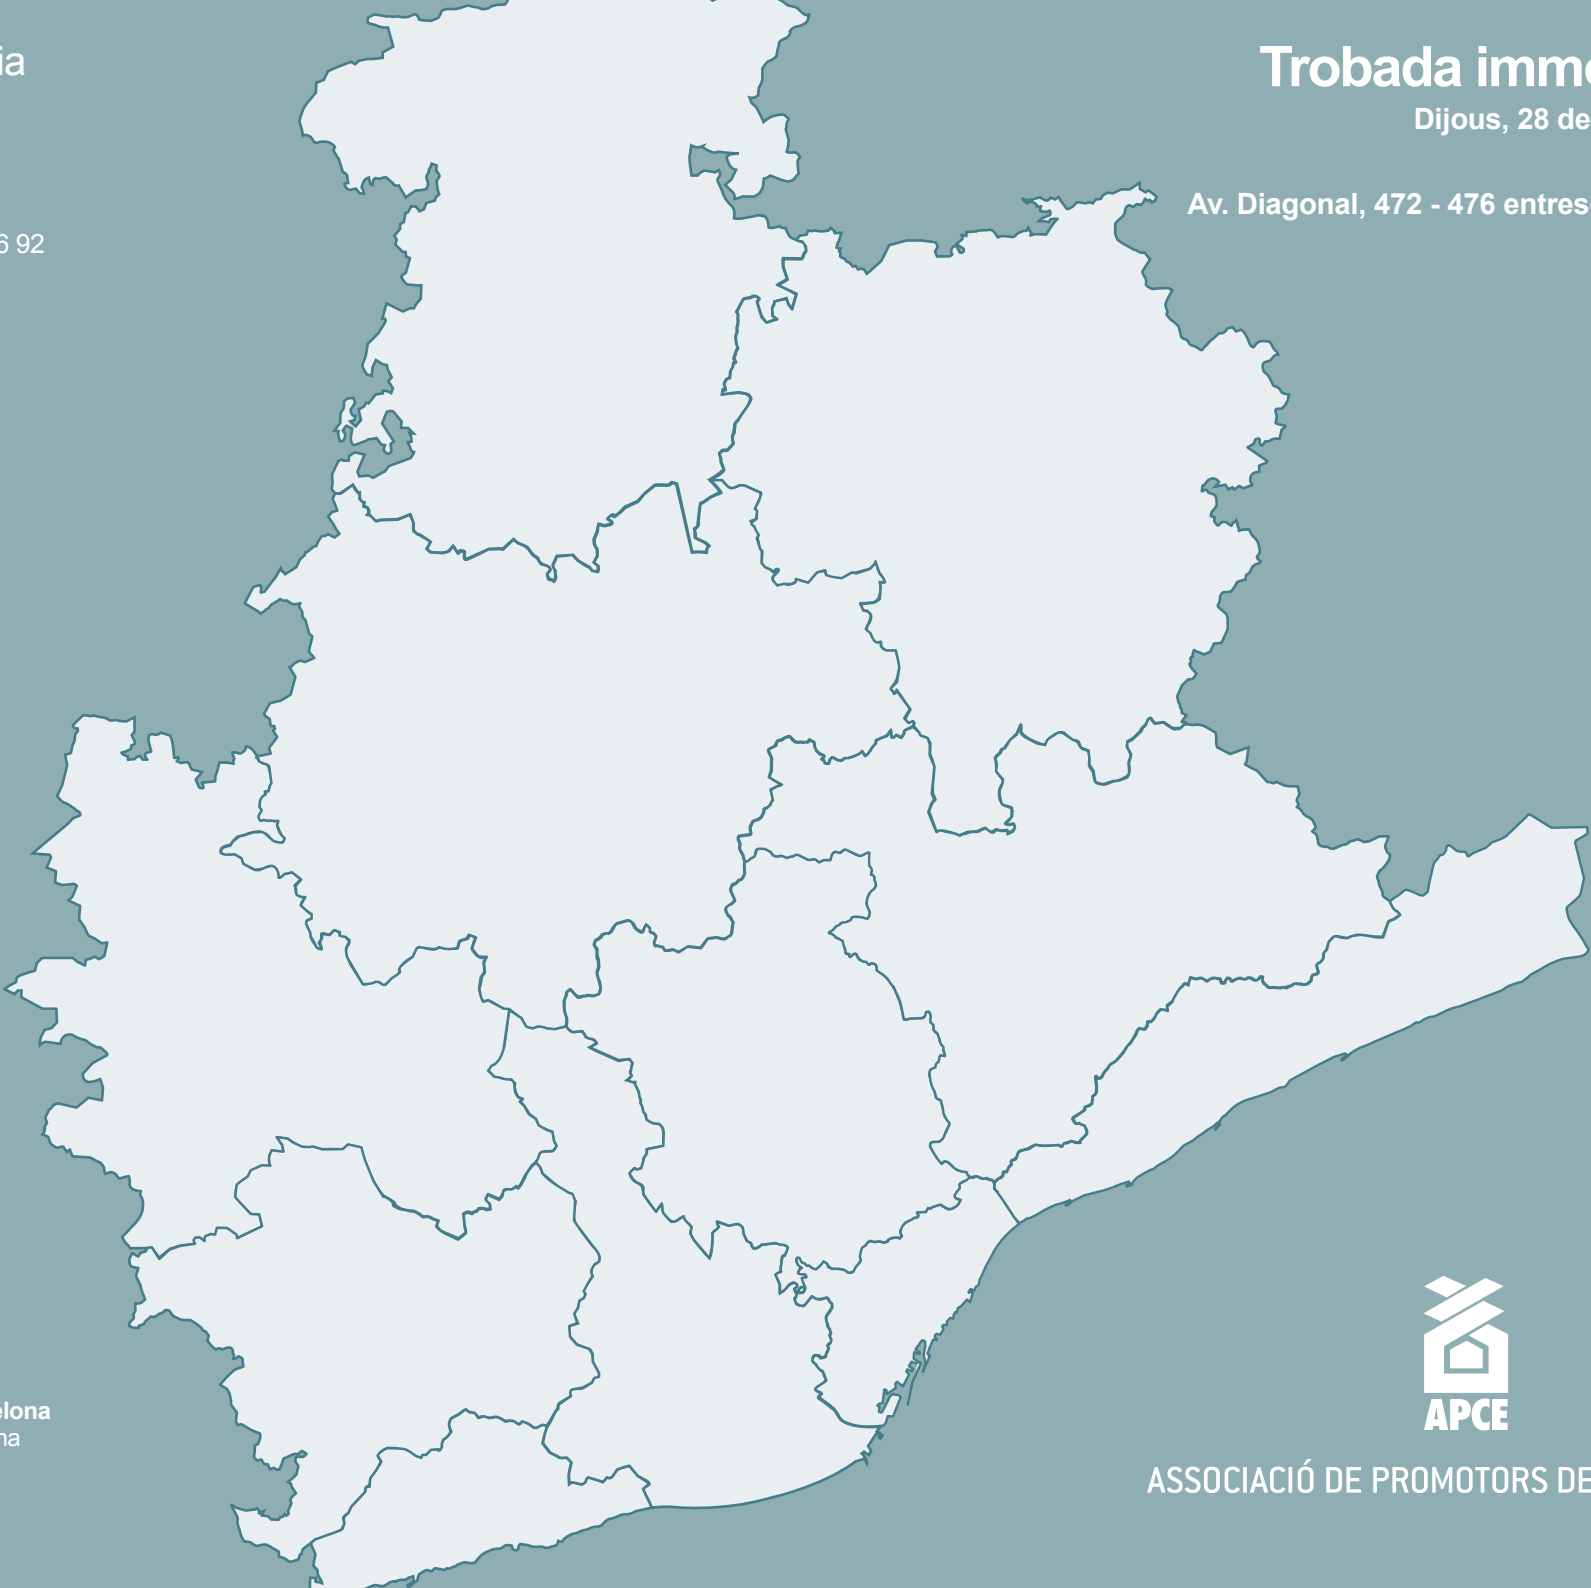 ia
6 92
elona
na
Trobada imm
Dijous, 28 de
Av. Diagonal, 472 - 476 entres
APCE
ASSOCIACIÓ DE PROMOTORS DE